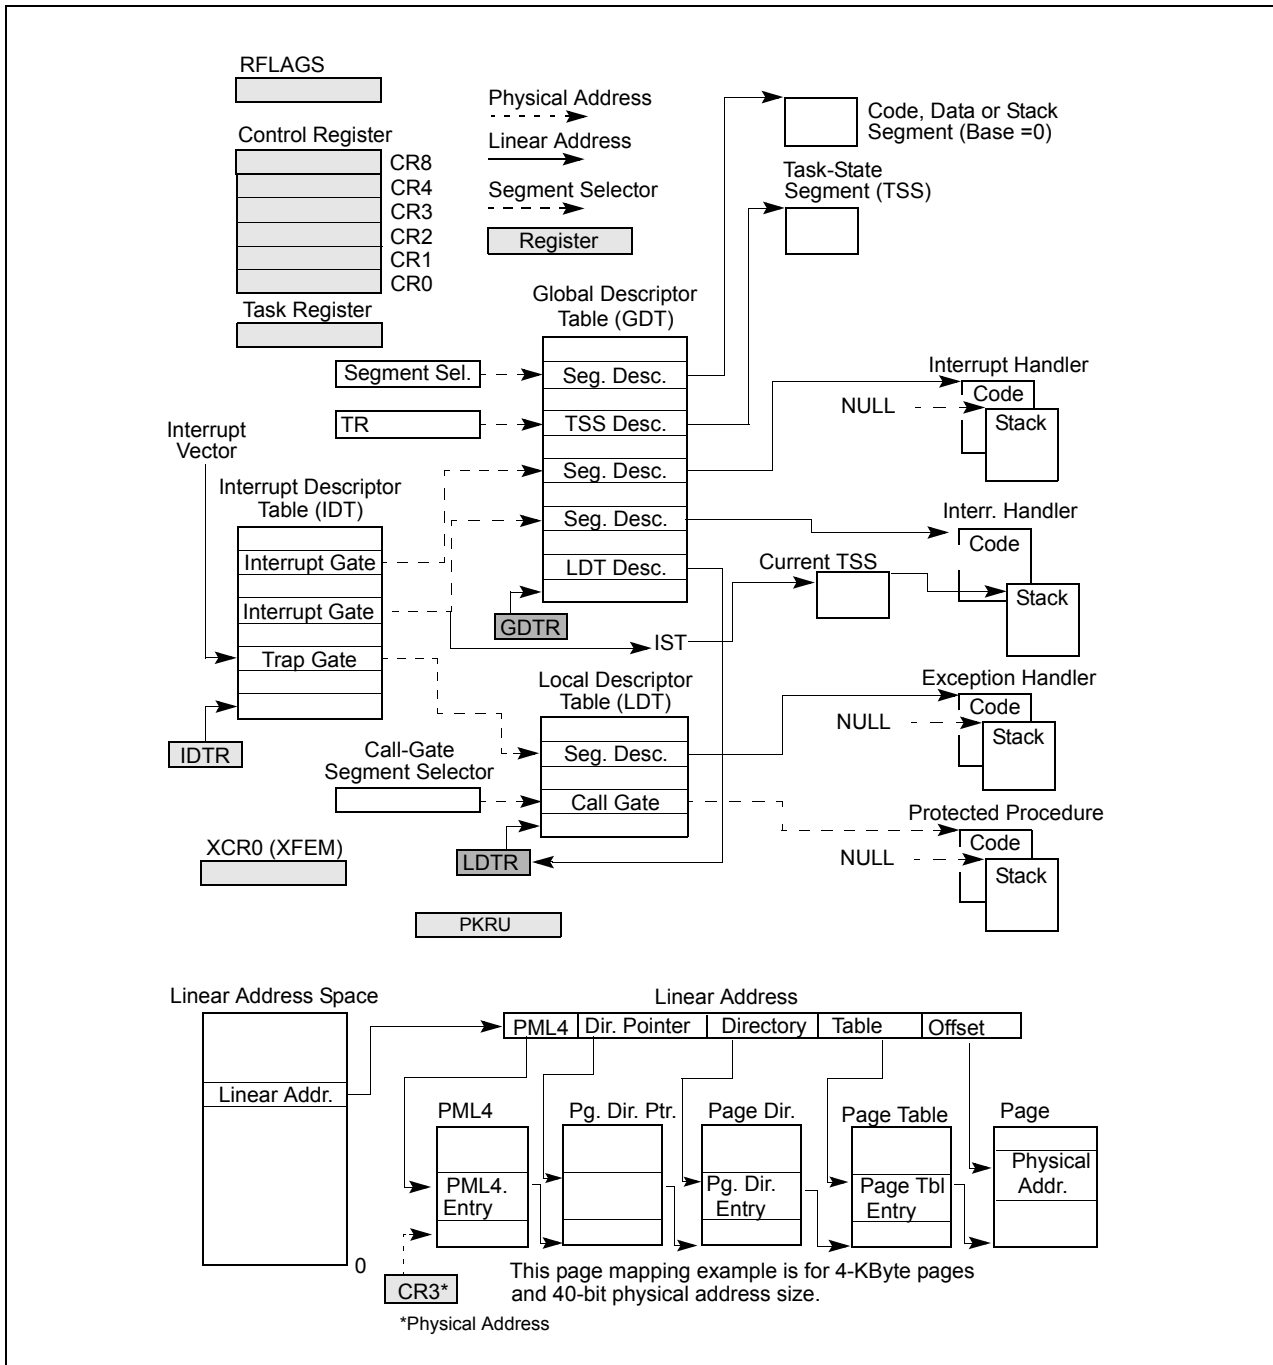 RFLAGS
Control Register
CR8
CR4
CR3
CR2
CR1
CR0
Task Register
Physical Address
Linear Address
Segment Selector
Register
Code, Data or Stack
Segment (Base =0)
Task-State
Segment (TSS)
Global Descriptor
Table (GDT)
Segment Sel.
Seg. Desc.
TR
TSS Desc.
Seg. Desc.
Seg. Desc.
LDT Desc.
GDTR
Interrupt
Vector
Interrupt Descriptor
Table (IDT)
Interrupt Gate
Interrupt Gate
Trap Gate
IDTR
Interrupt Handler
Code
NULL
Stack
Interr. Handler
Code
Current TSS
Stack
IST
Local Descriptor
Table (LDT)
Seg. Desc.
Call-Gate
Segment Selector
Call Gate
LDTR
Exception Handler
Code
NULL
Stack
Protected Procedure
Code
NULL
Stack
XCR0 (XFEM)
PKRU
Linear Address Space
Linear Addr.
0
Linear Address
PML4 Dir. Pointer Directory Table Offset
PML4
PML4.
Entry
Pg. Dir. Ptr.
Page Dir.
Pg. Dir.
Entry
Page Table
Page Tbl
Entry
Page
Physical
Addr.
CR3*
*Physical Address
This page mapping example is for 4-KByte pages
and 40-bit physical address size.